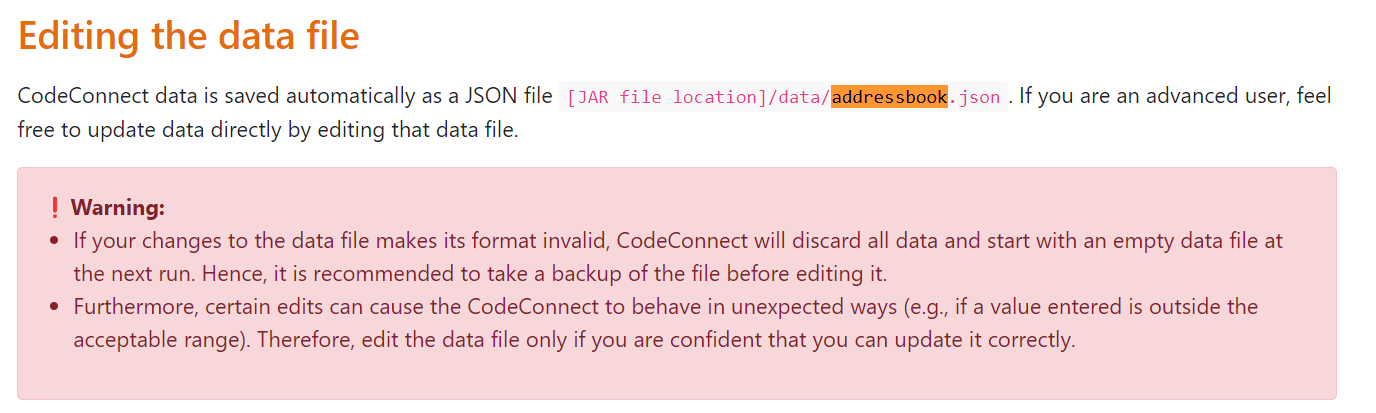 Editing the data file
CodeConnect data is saved automatically as a JSON file [JAR file location]/data/addressbook.json . If you are an advanced user, feel
free to update data directly by editing that data file.
❗ Warning:
• If your changes to the data file makes its format invalid, CodeConnect will discard all data and start with an empty data file at
the next run. Hence, it is recommended to take a backup of the file before editing it.
• Furthermore, certain edits can cause the CodeConnect to behave in unexpected ways (e.g., if a value entered is outside the
acceptable range). Therefore, edit the data file only if you are confident that you can update it correctly.